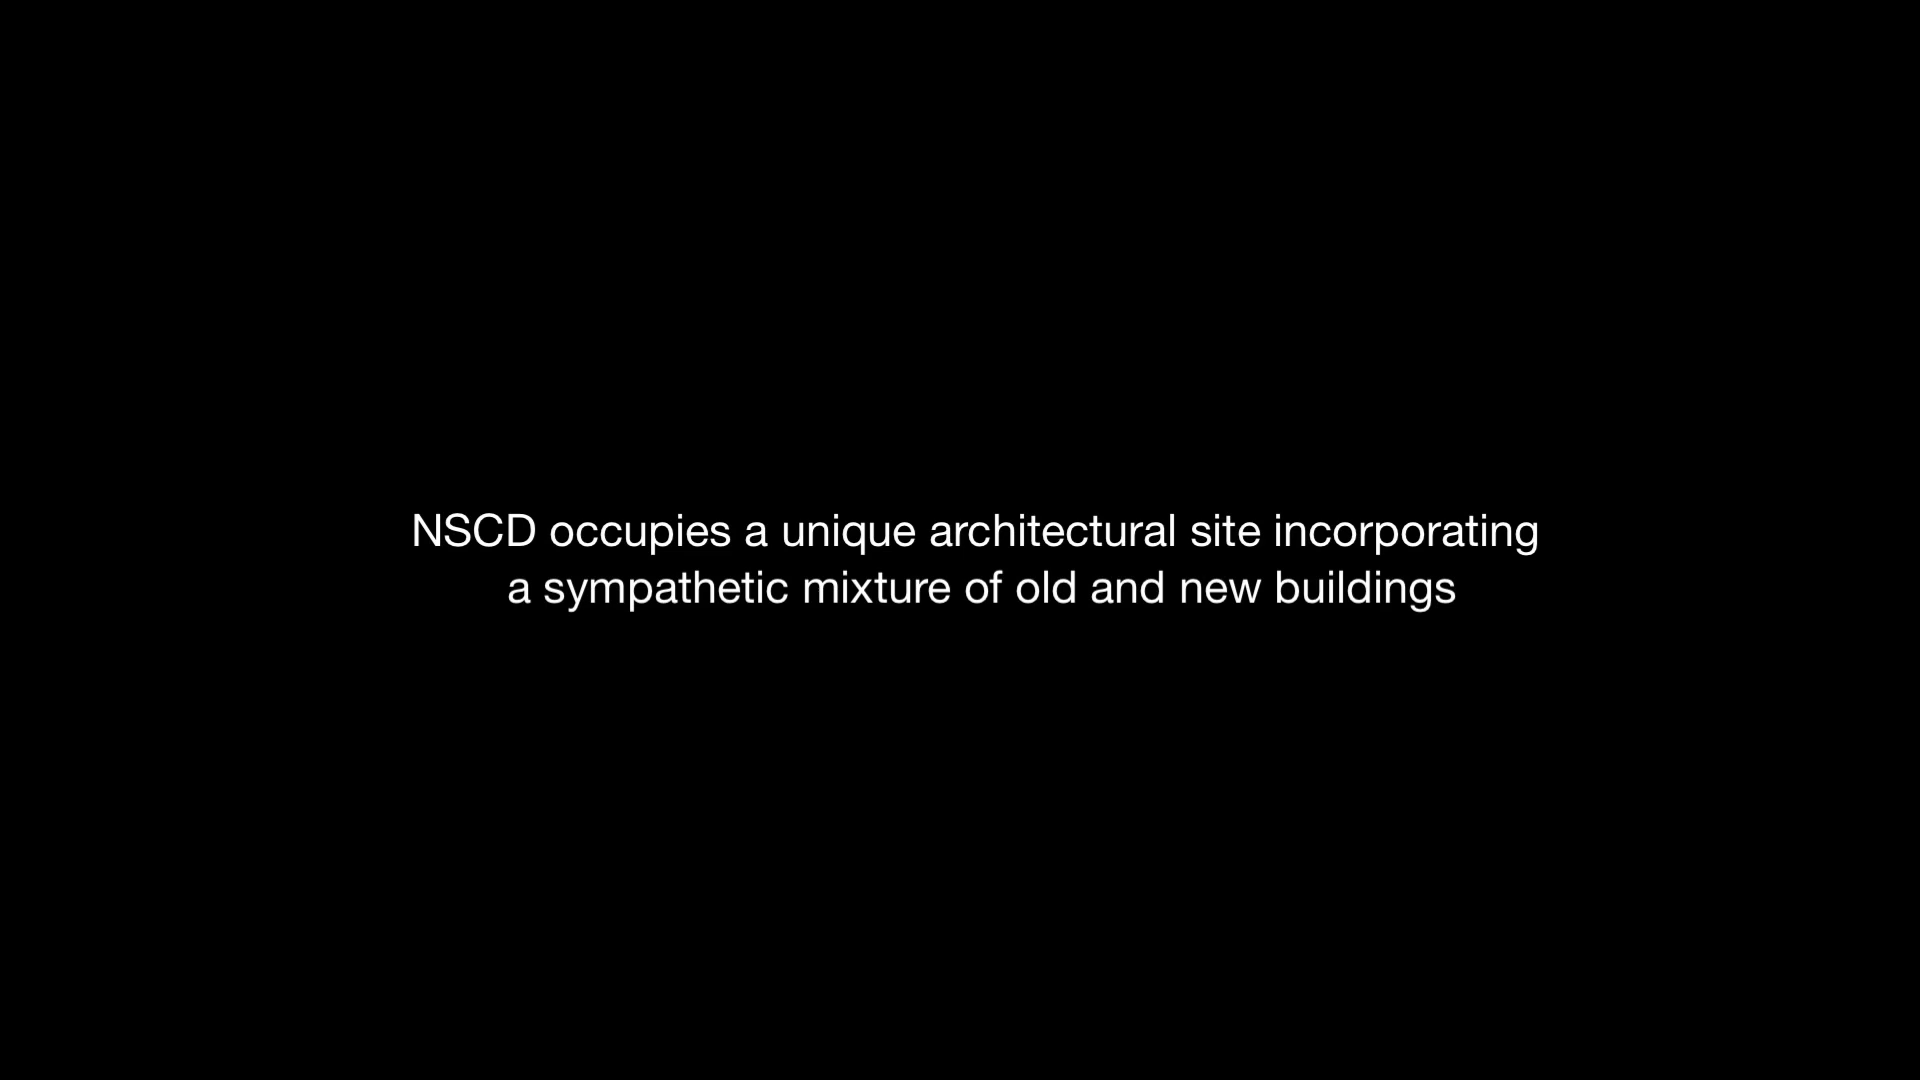 NSCD occupies a unique architectural site incorporating
a sympathetic mixture of old and new buildings